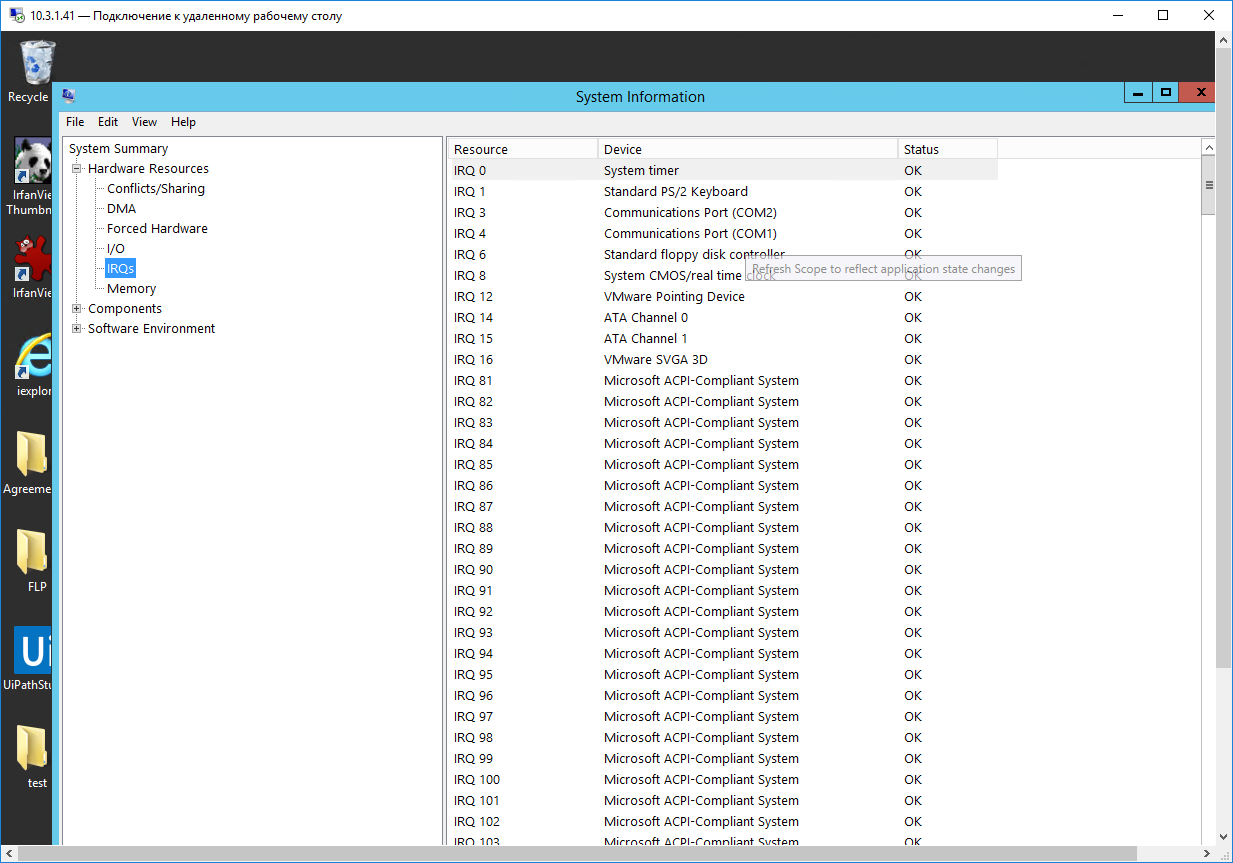 10.3.1.41 — Подключение к удаленному рабочему столу
Recycle
IrfanVie
Thumbn
IrfanVie
iexplor
Agreeme
FLP
Ui
UiPathStu
test
System Information
File Edit View Help
System Summary
Hardware Resources
Conflicts/Sharing
DMA
Forced Hardware
I/O
IRQs
Memory
Components
Software Environment
Resource Device Status
IRQ 0 System timer OK
IRQ 1 Standard PS/2 Keyboard OK
IRQ 3 Communications Port (COM2) OK
IRQ 4 Communications Port (COM1) OK
IRQ 6 Standard floppy disk controller OK
Refresh Scope to reflect application state changes
IRQ 8 System CMOS/real time clock OK
IRQ 12 VMware Pointing Device OK
IRQ 14 ATA Channel 0 OK
IRQ 15 ATA Channel 1 OK
IRQ 16 VMware SVGA 3D OK
IRQ 81 Microsoft ACPI-Compliant System OK
IRQ 82 Microsoft ACPI-Compliant System OK
IRQ 83 Microsoft ACPI-Compliant System OK
IRQ 84 Microsoft ACPI-Compliant System OK
IRQ 85 Microsoft ACPI-Compliant System OK
IRQ 86 Microsoft ACPI-Compliant System OK
IRQ 87 Microsoft ACPI-Compliant System OK
IRQ 88 Microsoft ACPI-Compliant System OK
IRQ 89 Microsoft ACPI-Compliant System OK
IRQ 90 Microsoft ACPI-Compliant System OK
IRQ 91 Microsoft ACPI-Compliant System OK
IRQ 92 Microsoft ACPI-Compliant System OK
IRQ 93 Microsoft ACPI-Compliant System OK
IRQ 94 Microsoft ACPI-Compliant System OK
IRQ 95 Microsoft ACPI-Compliant System OK
IRQ 96 Microsoft ACPI-Compliant System OK
IRQ 97 Microsoft ACPI-Compliant System OK
IRQ 98 Microsoft ACPI-Compliant System OK
IRQ 99 Microsoft ACPI-Compliant System OK
IRQ 100 Microsoft ACPI-Compliant System OK
IRQ 101 Microsoft ACPI-Compliant System OK
IRQ 102 Microsoft ACPI-Compliant System OK
IRQ 103 Microsoft ACPI-Compliant System OK